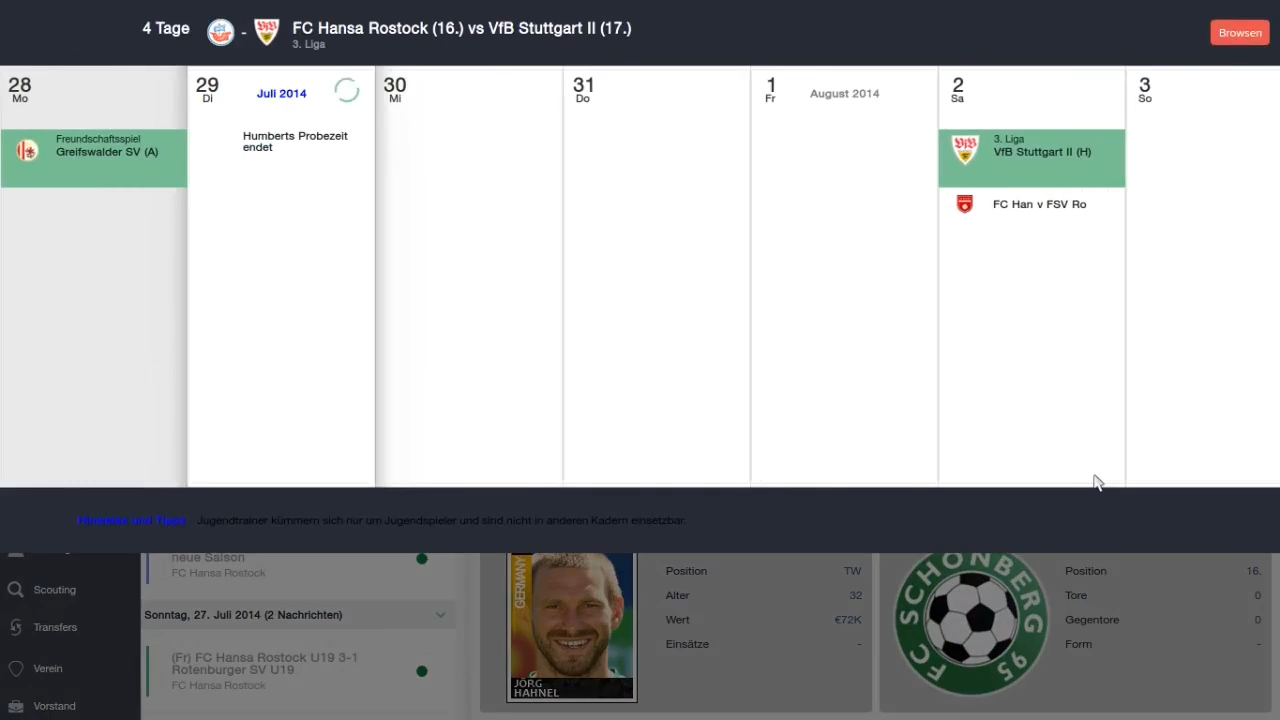 4 Tage
-
FC Hansa Rostock (16.) vs VfB Stuttgart II (17.)
3. Liga
Browsen
28
Mo
29
Di
Juli 2014
30
Mi
31
Do
1
Fr
August 2014
2
Sa
3
So
Freundschaftsspiel
Greifswalder SV (A)
Humberts Probezeit
endet
3. Liga
VfB Stuttgart II (H)
FC Han v FSV Ro
Hinweise und Tipps
Jugendtrainer kümmern sich nur um Jugendspieler und sind nicht in anderen Kadern einsetzbar.
neue Saison
FC Hansa Rostock
Sonntag, 27. Juli 2014 (2 Nachrichten)
(Fr) FC Hansa Rostock U19 3-1
Rotenburger SV U19
FC Hansa Rostock
Scouting
Transfers
Verein
Vorstand
GERMANY
JÖRG
HAHNEL
Position TW
Alter 32
Wert €72K
Einsätze -
FC SCHÖNBERG 95
Position 16.
Tore 0
Gegentore 0
Form -